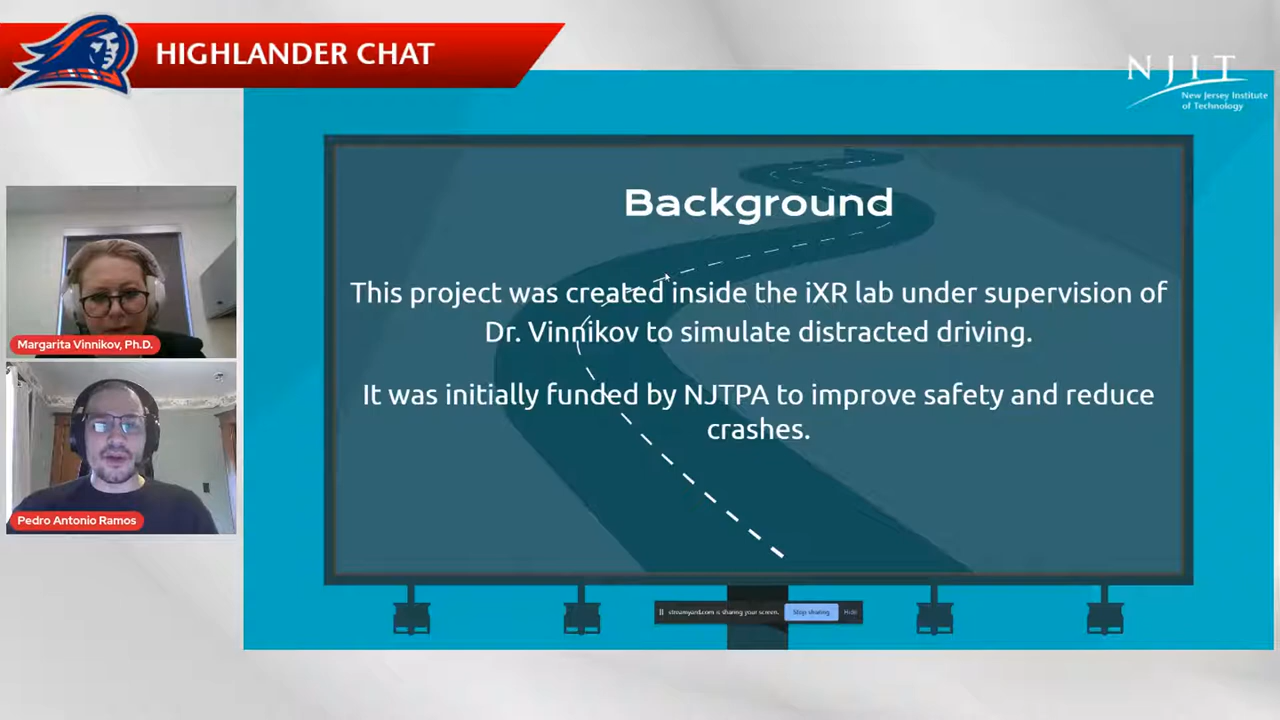 HIGHLANDER CHAT
NJIT
New Jersey Institute
of Technology
Background
This project was created inside the iXR lab under supervision of
Dr. Vinnikov to simulate distracted driving.
It was initially funded by NJTPA to improve safety and reduce
crashes.
Margarita Vinnikov, Ph.D.
Pedro Antonio Ramos
streamyard.com is sharing your screen.
Stop sharing
Hide